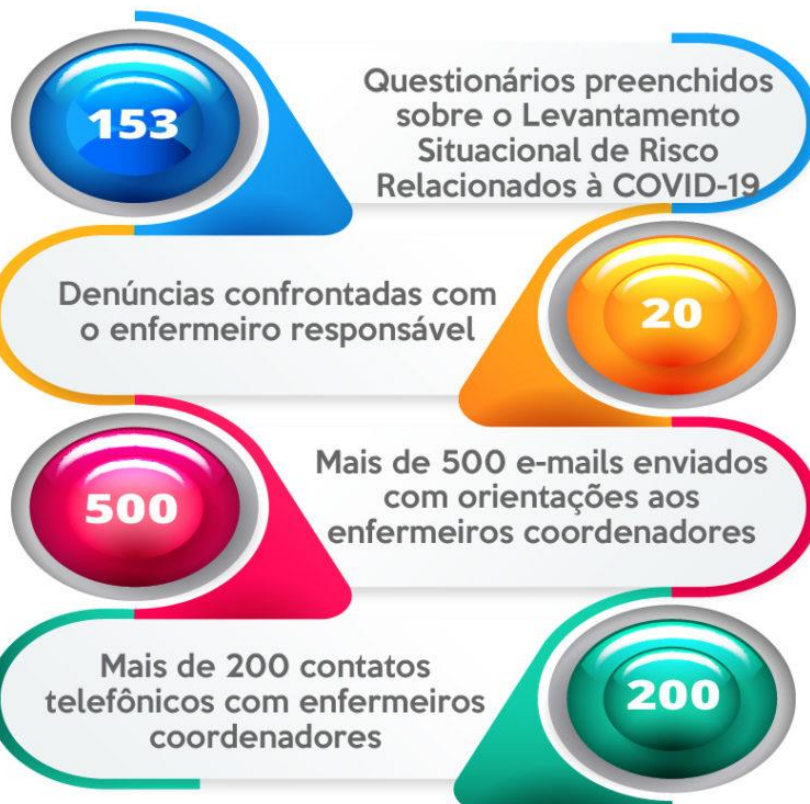 153
Questionários preenchidos
sobre o Levantamento
Situacional de Risco
Relacionados à COVID-19
Denúncias confrontadas com
o enfermeiro responsável
20
500
Mais de 500 e-mails enviados
com orientações aos
enfermeiros coordenadores
Mais de 200 contatos
telefônicos com enfermeiros
coordenadores
200